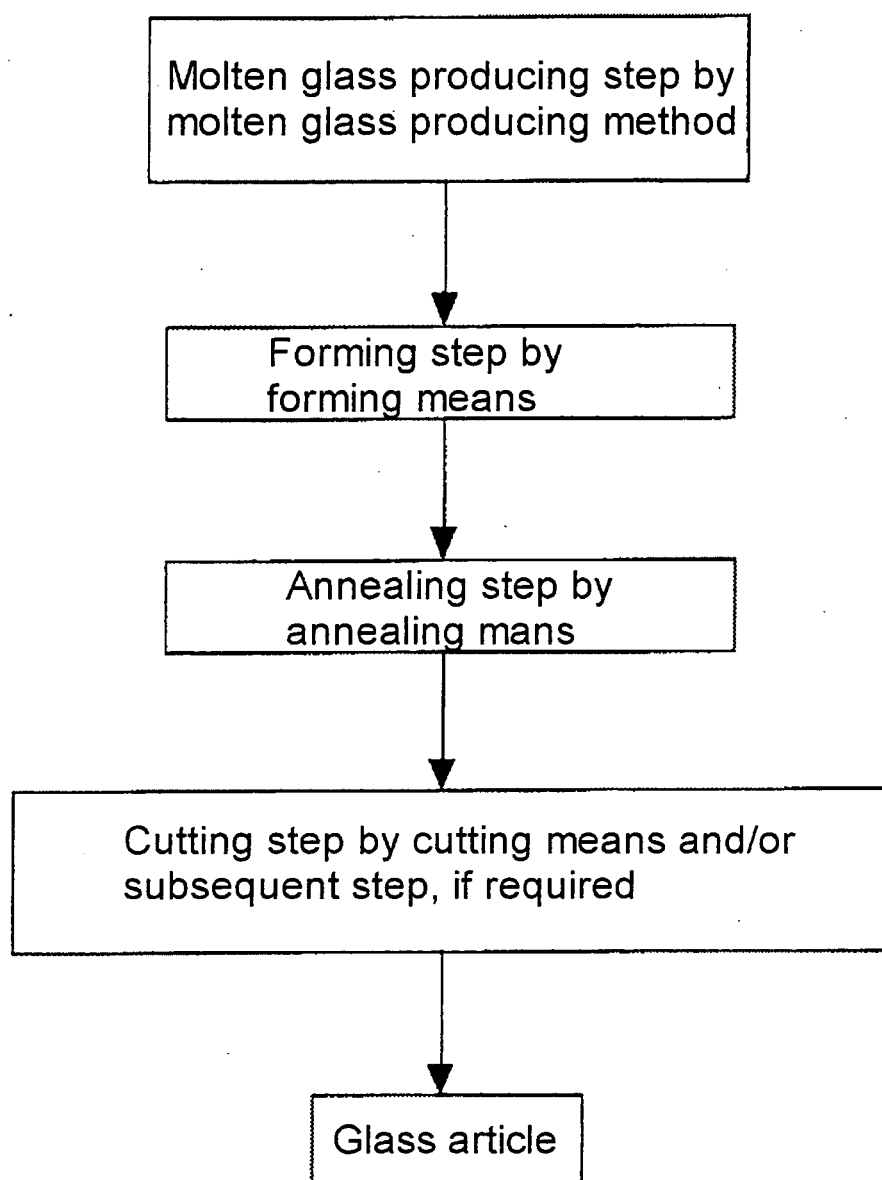 Molten glass producing step by
molten glass producing method
Forming step by
forming means
Annealing step by
annealing mans
Cutting step by cutting means and/or
subsequent step, if required
Glass article